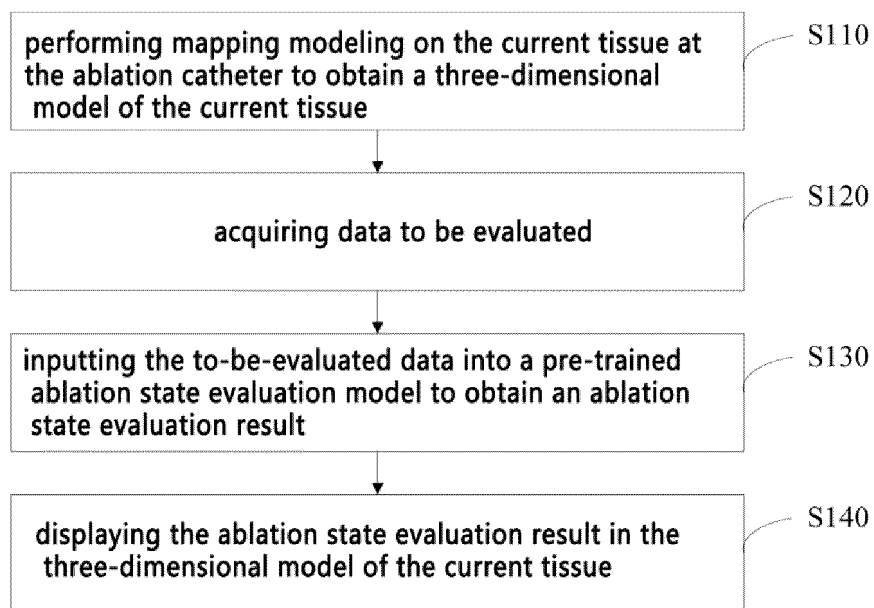 performing mapping modeling on the current tissue at
the ablation catheter to obtain a three-dimensional
model of the current tissue
S110
acquiring data to be evaluated
S120
inputting the to-be-evaluated data into a pre-trained
ablation state evaluation model to obtain an ablation
state evaluation result
S130
displaying the ablation state evaluation result in the
three-dimensional model of the current tissue
S140